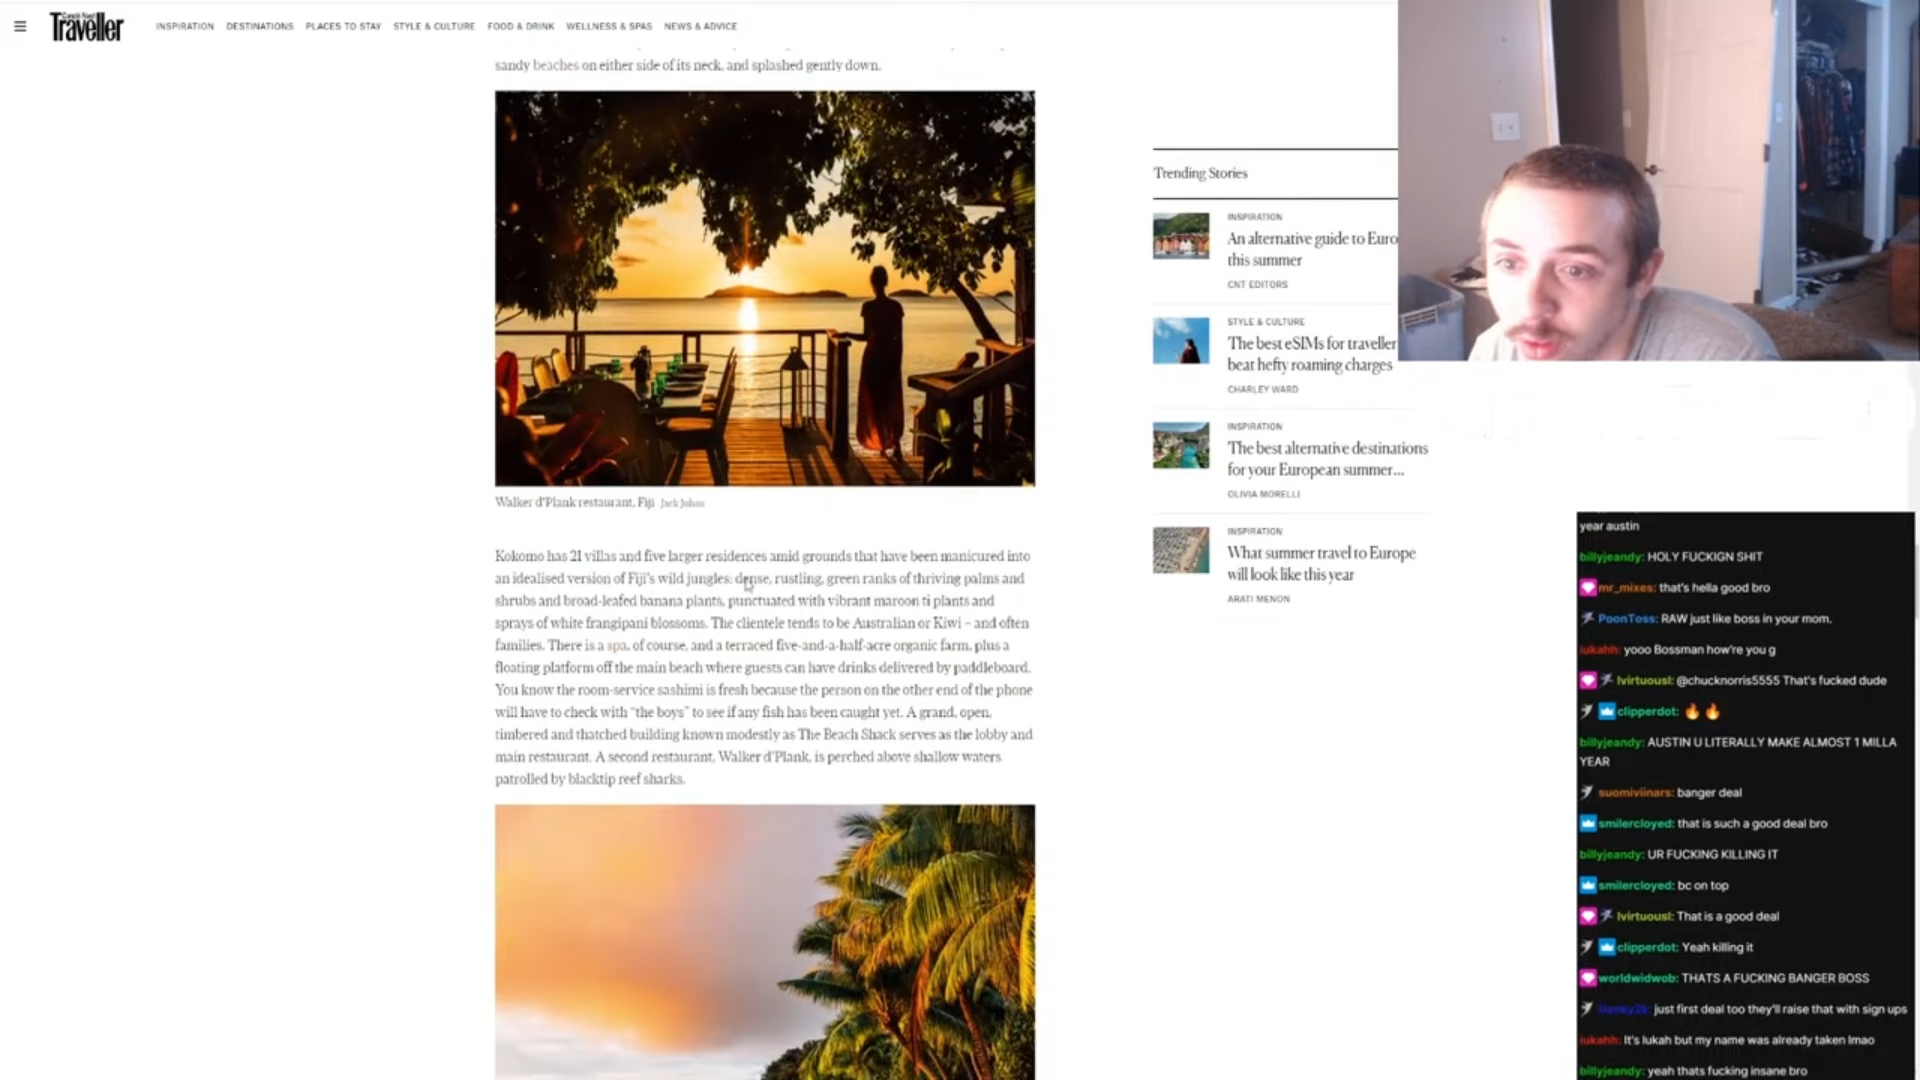 Condé Nast
Traveller
INSPIRATION DESTINATIONS PLACES TO STAY STYLE & CULTURE FOOD & DRINK WELLNESS & SPAS NEWS & ADVICE
sandy beaches on either side of its neck, and splashed gently down.
Walker d'Plank restaurant, Fiji Jack Johns
Kokomo has 21 villas and five larger residences amid grounds that have been manicured into
an idealised version of Fiji's wild jungles: dense, rustling, green ranks of thriving palms and
shrubs and broad-leafed banana plants, punctuated with vibrant maroon ti plants and
sprays of white frangipani blossoms. The clientele tends to be Australian or Kiwi – and often
families. There is a spa, of course, and a terraced five-and-a-half-acre organic farm, plus a
floating platform off the main beach where guests can have drinks delivered by paddleboard.
You know the room-service sashimi is fresh because the person on the other end of the phone
will have to check with “the boys” to see if any fish has been caught yet. A grand, open,
timbered and thatched building known modestly as The Beach Shack serves as the lobby and
main restaurant. A second restaurant, Walker d'Plank, is perched above shallow waters
patrolled by blacktip reef sharks.
Trending Stories
INSPIRATION
An alternative guide to Euro
this summer
CNT EDITORS
STYLE & CULTURE
The best eSIMs for traveller
beat hefty roaming charges
CHARLEY WARD
INSPIRATION
The best alternative destinations
for your European summer...
OLIVIA MORELLI
INSPIRATION
What summer travel to Europe
will look like this year
ARATI MENON
year austin
billyjeandy: HOLY FUCKIGN SHIT
mr_mixes: that's hella good bro
PoonToss: RAW just like boss in your mom.
iukahh: yooo Bossman how're you g
lvirtuousl: @chucknorris5555 That's fucked dude
clipperdot: 🔥 🔥
billyjeandy: AUSTIN U LITERALLY MAKE ALMOST 1 MILLA
YEAR
suomiviinars: banger deal
smilercloyed: that is such a good deal bro
billyjeandy: UR FUCKING KILLING IT
smilercloyed: bc on top
lvirtuousl: That is a good deal
clipperdot: Yeah killing it
worldwidwob: THATS A FUCKING BANGER BOSS
just first deal too they'll raise that with sign ups
iukahh: It's lukah but my name was already taken lmao
billyjeandy: yeah thats fucking insane bro